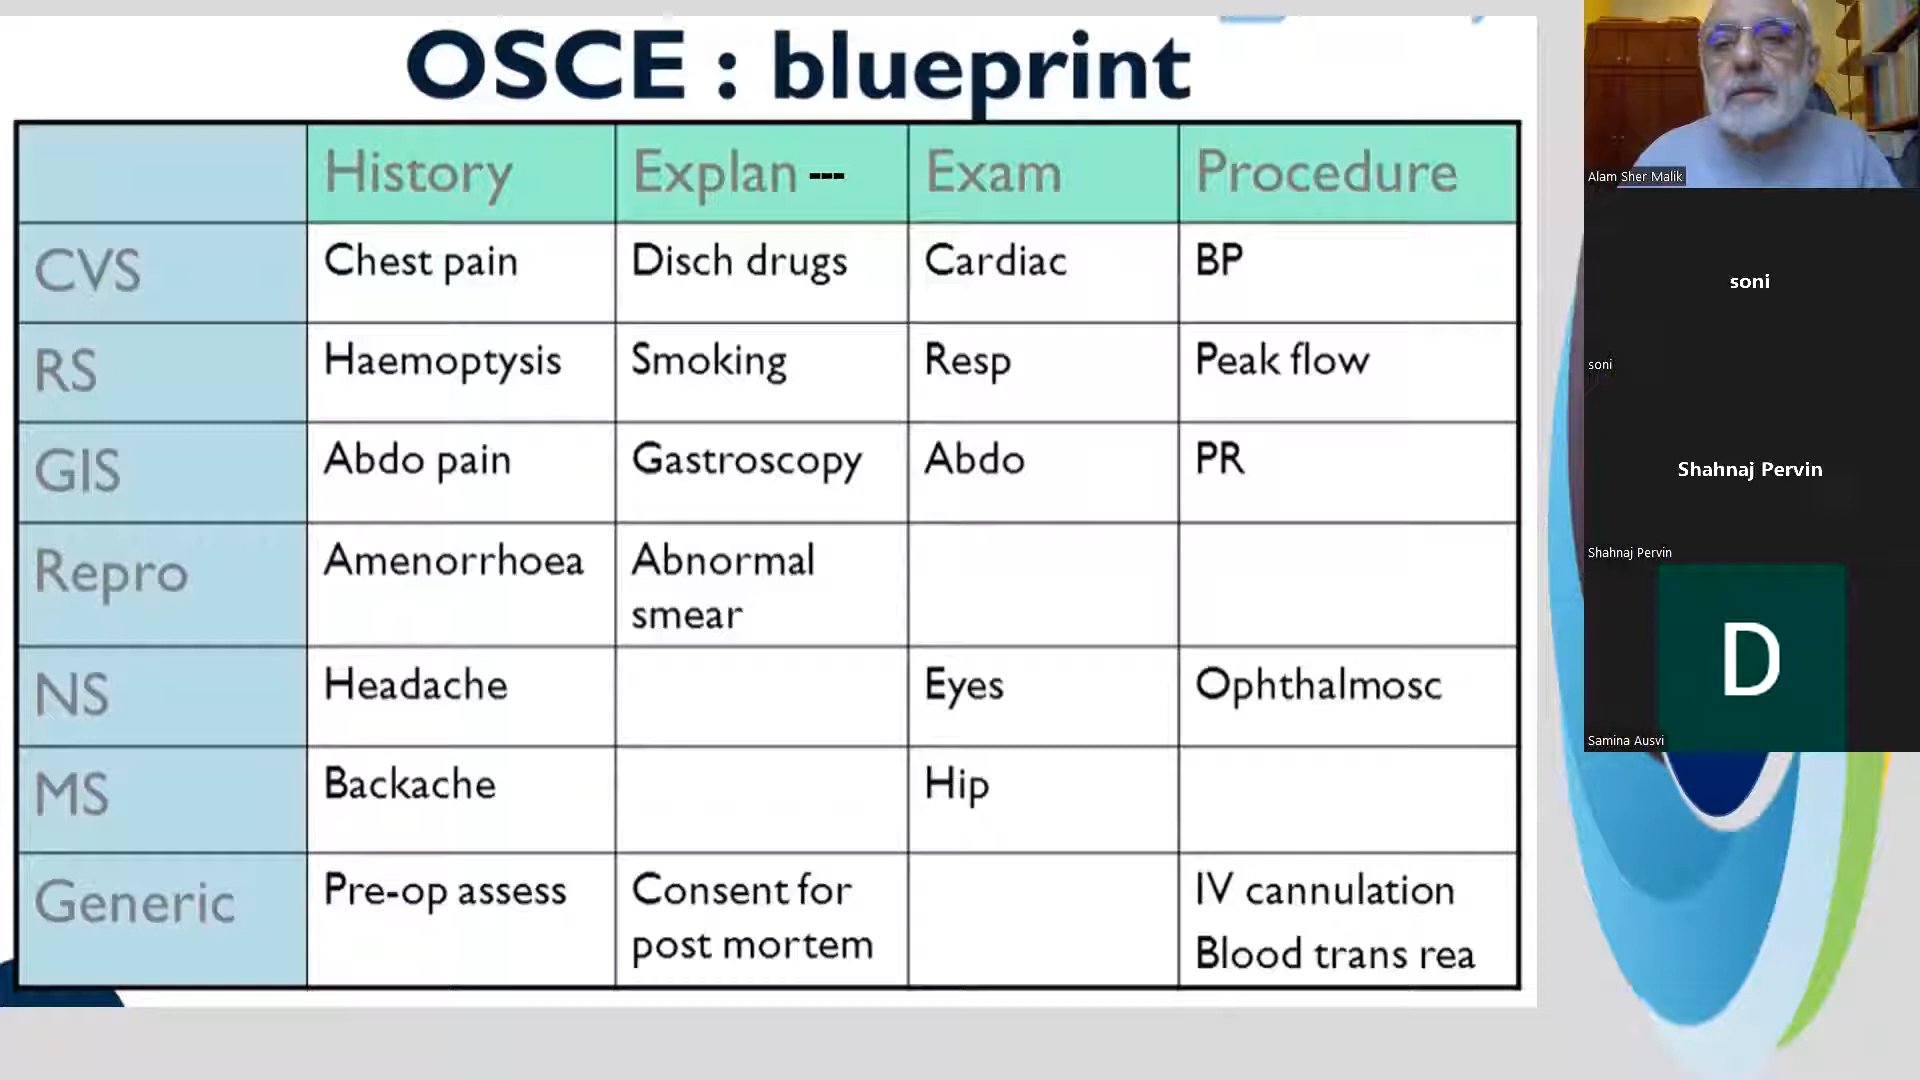 OSCE : blueprint
History Explan --- Exam Procedure
CVS Chest pain Disch drugs Cardiac BP
RS Haemoptysis Smoking Resp Peak flow
GIS Abdo pain Gastroscopy Abdo PR
Repro Amenorrhoea Abnormal
smear
NS Headache Eyes Ophthalmosc
MS Backache Hip
Generic Pre-op assess Consent for IV cannulation
post mortem Blood trans rea
Alam Sher Malik
soni
soni
Shahnaj Pervin
Shahnaj Pervin
D
Samina Ausvi